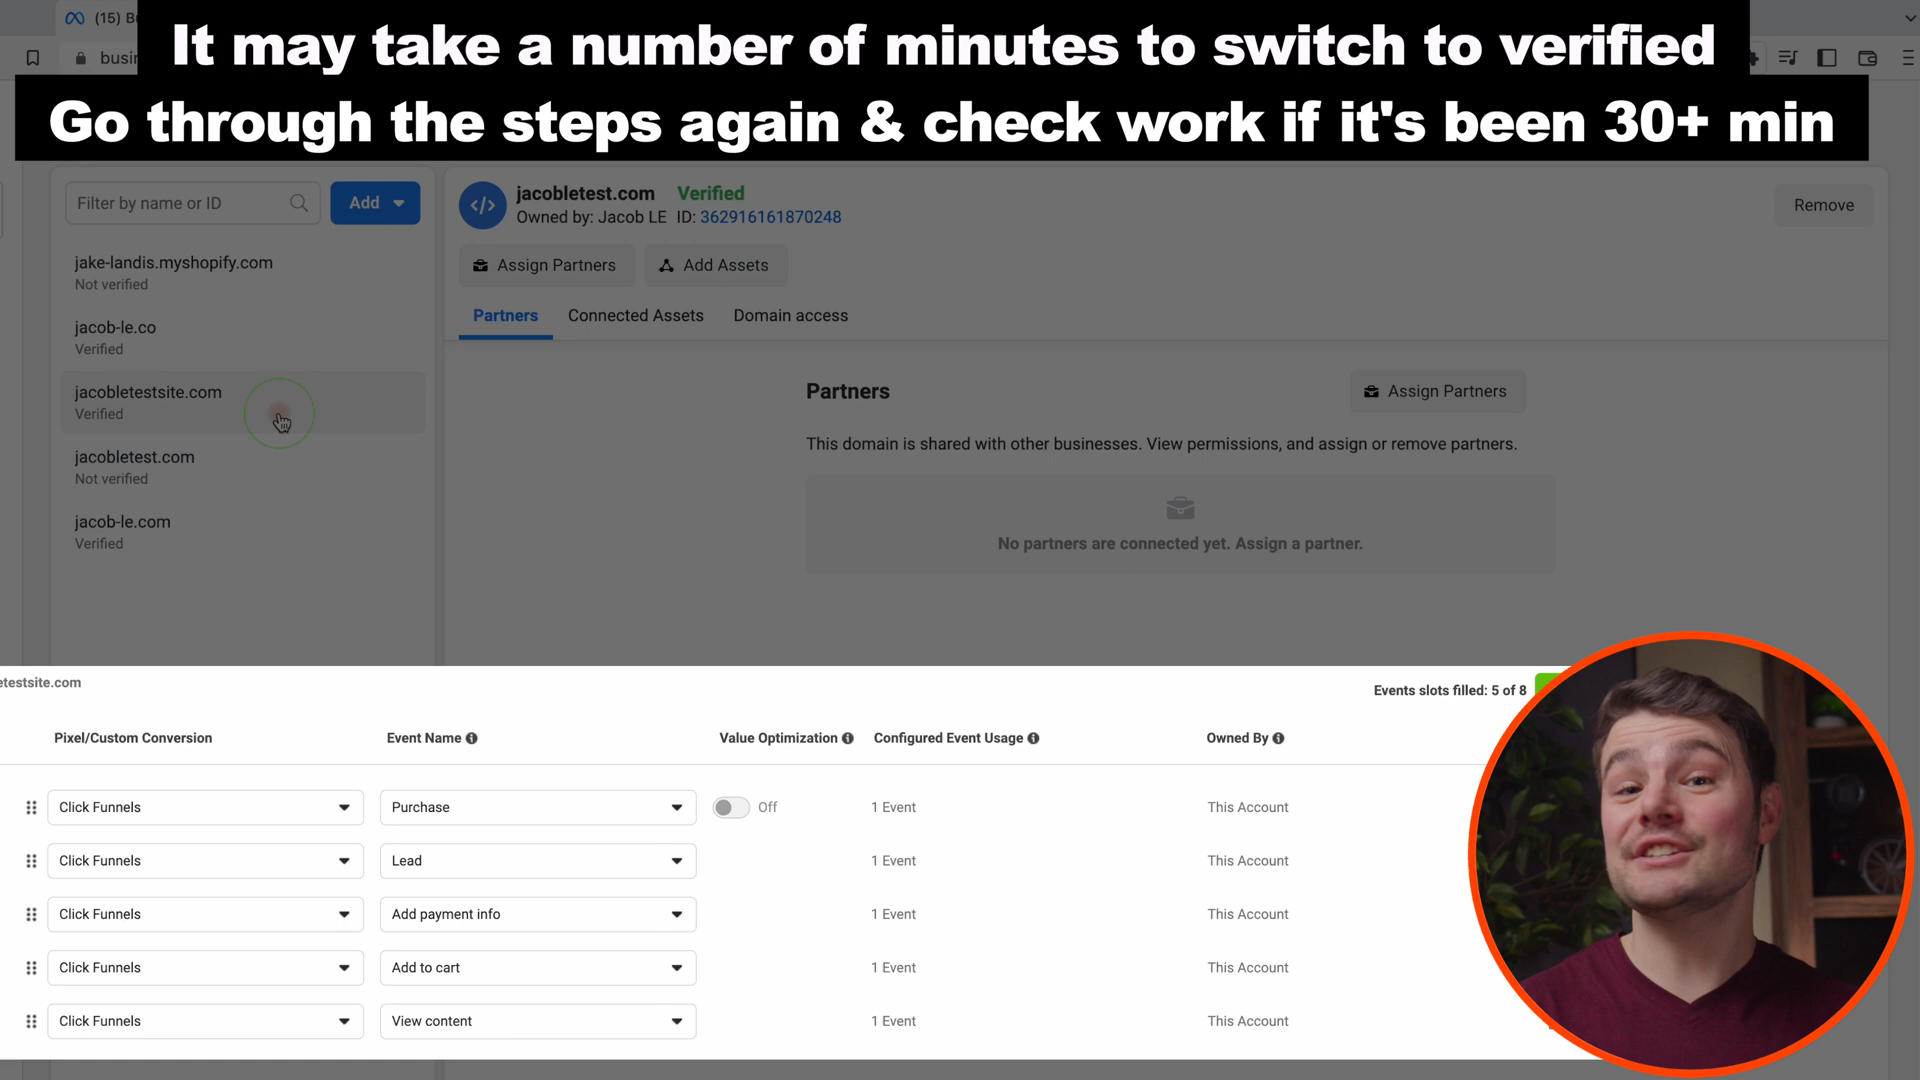 (15)
It may take a number of minutes to switch to verified
Go through the steps again & check work if it's been 30+ min
Filter by name or ID
Add
jake-landis.myshopify.com
Not verified
jacob-le.co
Verified
jacobletestsite.com
Verified
jacobletest.com
Not verified
jacob-le.com
Verified
jacobletest.com Verified
Owned by: Jacob LE ID: 362916161870248
Remove
Assign Partners Add Assets
Partners Connected Assets Domain access
Partners
Assign Partners
This domain is shared with other businesses. View permissions, and assign or remove partners.
No partners are connected yet. Assign a partner.
etestsite.com
Events slots filled: 5 of 8
Pixel/Custom Conversion Event Name Value Optimization Configured Event Usage Owned By
Click Funnels Purchase Off 1 Event This Account
Click Funnels Lead 1 Event This Account
Click Funnels Add payment info 1 Event This Account
Click Funnels Add to cart 1 Event This Account
Click Funnels View content 1 Event This Account